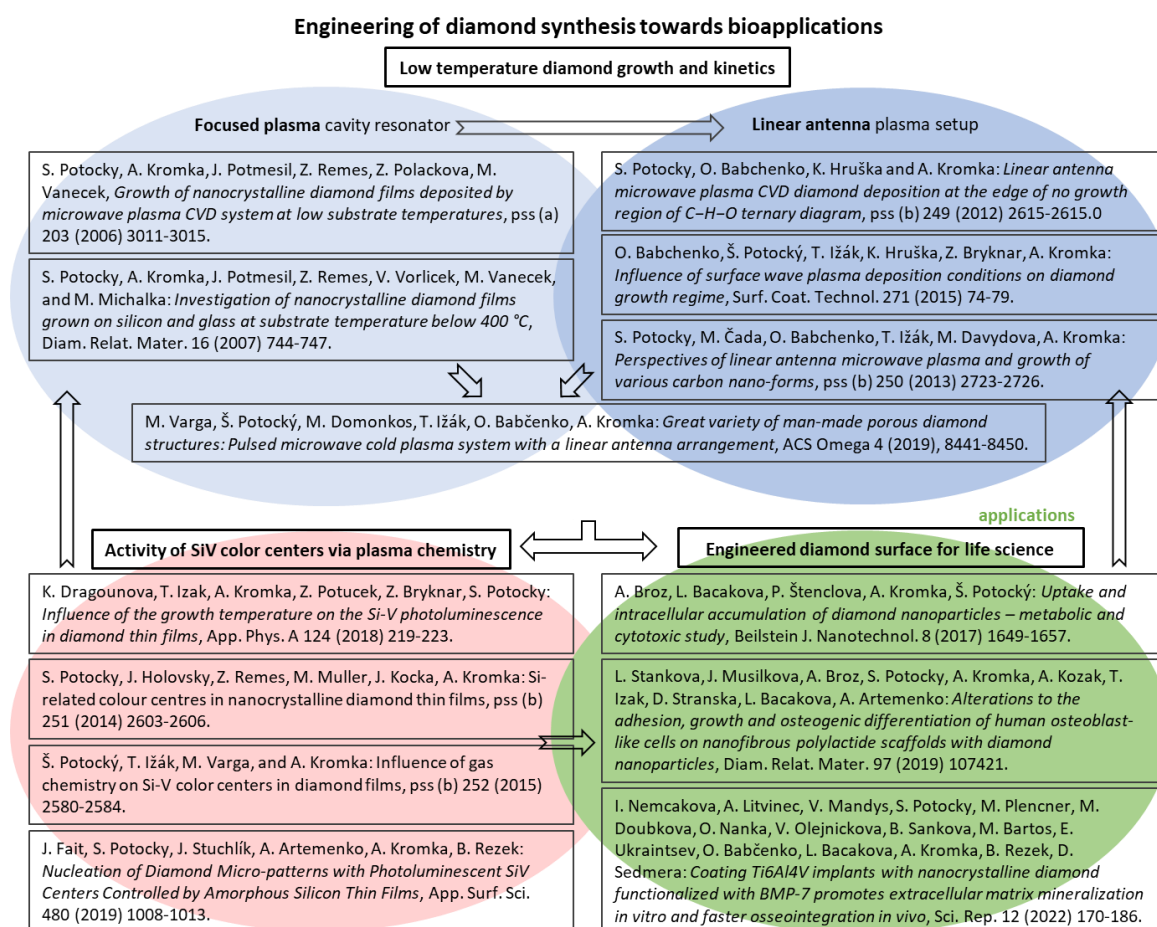 Engineering of diamond synthesis towards bioapplications
Low temperature diamond growth and kinetics
Focused plasma cavity resonator
Linear antenna plasma setup
S. Potocky, A. Kromka, J. Potmesil, Z. Remes, Z. Polackova, M.
Vanecek, Growth of nanocrystalline diamond films deposited by
microwave plasma CVD system at low substrate temperatures, pss (a)
203 (2006) 3011-3015.
S. Potocky, A. Kromka, J. Potmesil, Z. Remes, V. Vorlicek, M. Vanecek,
and M. Michalka: Investigation of nanocrystalline diamond films
grown on silicon and glass at substrate temperature below 400 °C,
Diam. Relat. Mater. 16 (2007) 744-747.
S. Potocky, O. Babchenko, K. Hruška and A. Kromka: Linear antenna
microwave plasma CVD diamond deposition at the edge of no growth
region of C−H−O ternary diagram, pss (b) 249 (2012) 2615-2615.0
O. Babchenko, Š. Potocký, T. Ižák, K. Hruška, Z. Bryknar, A. Kromka:
Influence of surface wave plasma deposition conditions on diamond
growth regime, Surf. Coat. Technol. 271 (2015) 74-79.
S. Potocky, M. Čada, O. Babchenko, T. Ižák, M. Davydova, A. Kromka:
Perspectives of linear antenna microwave plasma and growth of
various carbon nano-forms, pss (b) 250 (2013) 2723-2726.
M. Varga, Š. Potocký, M. Domonkos, T. Ižák, O. Babčenko, A. Kromka: Great variety of man-made porous diamond
structures: Pulsed microwave cold plasma system with a linear antenna arrangement, ACS Omega 4 (2019), 8441-8450.
applications
Activity of SiV color centers via plasma chemistry
Engineered diamond surface for life science
K. Dragounova, T. Izak, A. Kromka, Z. Potucek, Z. Bryknar, S. Potocky:
Influence of the growth temperature on the Si-V photoluminescence
in diamond thin films, App. Phys. A 124 (2018) 219-223.
S. Potocky, J. Holovsky, Z. Remes, M. Muller, J. Kocka, A. Kromka: Si-
related colour centres in nanocrystalline diamond thin films, pss (b)
251 (2014) 2603-2606.
Š. Potocký, T. Ižák, M. Varga, and A. Kromka: Influence of gas
chemistry on Si-V color centers in diamond films, pss (b) 252 (2015)
2580-2584.
J. Fait, S. Potocky, J. Stuchlík, A. Artemenko, A. Kromka, B. Rezek:
Nucleation of Diamond Micro-patterns with Photoluminescent SiV
Centers Controlled by Amorphous Silicon Thin Films, App. Surf. Sci.
480 (2019) 1008-1013.
A. Broz, L. Bacakova, P. Štenclova, A. Kromka, Š. Potocký: Uptake and
intracellular accumulation of diamond nanoparticles – metabolic and
cytotoxic study, Beilstein J. Nanotechnol. 8 (2017) 1649-1657.
L. Stankova, J. Musilkova, A. Broz, S. Potocky, A. Kromka, A. Kozak, T.
Izak, D. Stranska, L. Bacakova, A. Artemenko: Alterations to the
adhesion, growth and osteogenic differentiation of human osteoblast-
like cells on nanofibrous polylactide scaffolds with diamond
nanoparticles, Diam. Relat. Mater. 97 (2019) 107421.
I. Nemcakova, A. Litvinec, V. Mandys, S. Potocky, M. Plencner, M.
Doubkova, O. Nanka, V. Olejnickova, B. Sankova, M. Bartos, E.
Ukraintsev, O. Babčenko, L. Bacakova, A. Kromka, B. Rezek, D.
Sedmera: Coating Ti6Al4V implants with nanocrystalline diamond
functionalized with BMP-7 promotes extracellular matrix mineralization
in vitro and faster osseointegration in vivo, Sci. Rep. 12 (2022) 170-186.